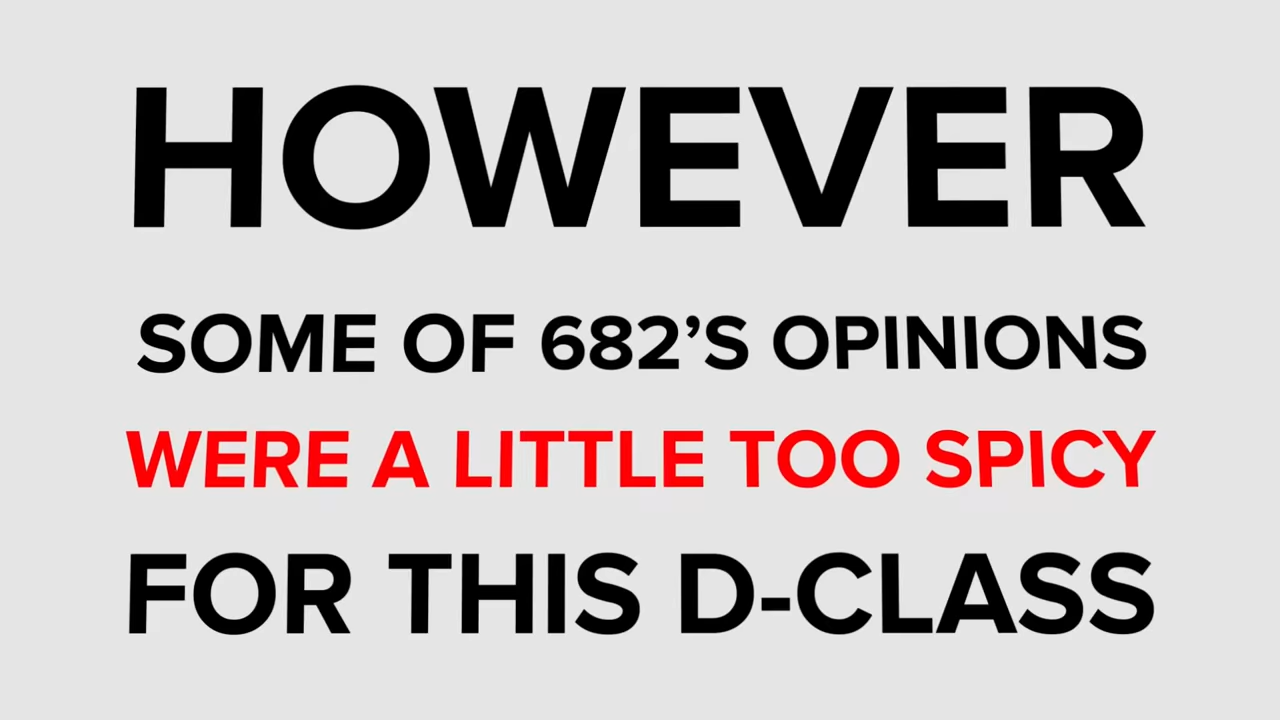 HOWEVER
SOME OF 682’S OPINIONS
WERE A LITTLE TOO SPICY
FOR THIS D-CLASS